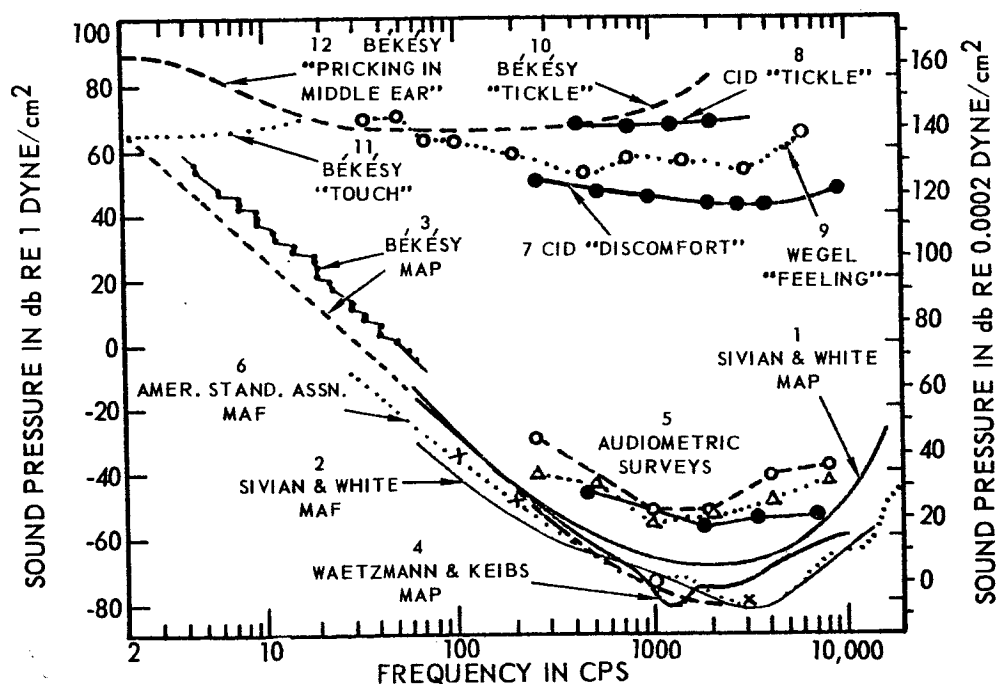 SOUND PRESSURE IN db RE 1 DYNE/cm²
100
80
60
40
20
0
-20
-40
-60
-80
12 BÉKÉSY
"PRICKING IN
MIDDLE EAR"
10
BÉKÉSY
"TICKLE"
8
CID "TICKLE"
11,
BÉKÉSY
"TOUCH"
3
BÉKÉSY
MAP
7 CID "DISCOMFORT"
9
WEGEL
"FEELING"
1
SIVIAN & WHITE
MAP
6
AMER. STAND. ASSN.
MAF
5
AUDIOMETRIC
SURVEYS
2
SIVIAN & WHITE
MAF
4
WAETZMANN & KEIBS
MAP
160
140
120
100
80
60
40
20
0
SOUND PRESSURE IN db RE 0.0002 DYNE/cm²
2
10
100
1000
10,000
FREQUENCY IN CPS